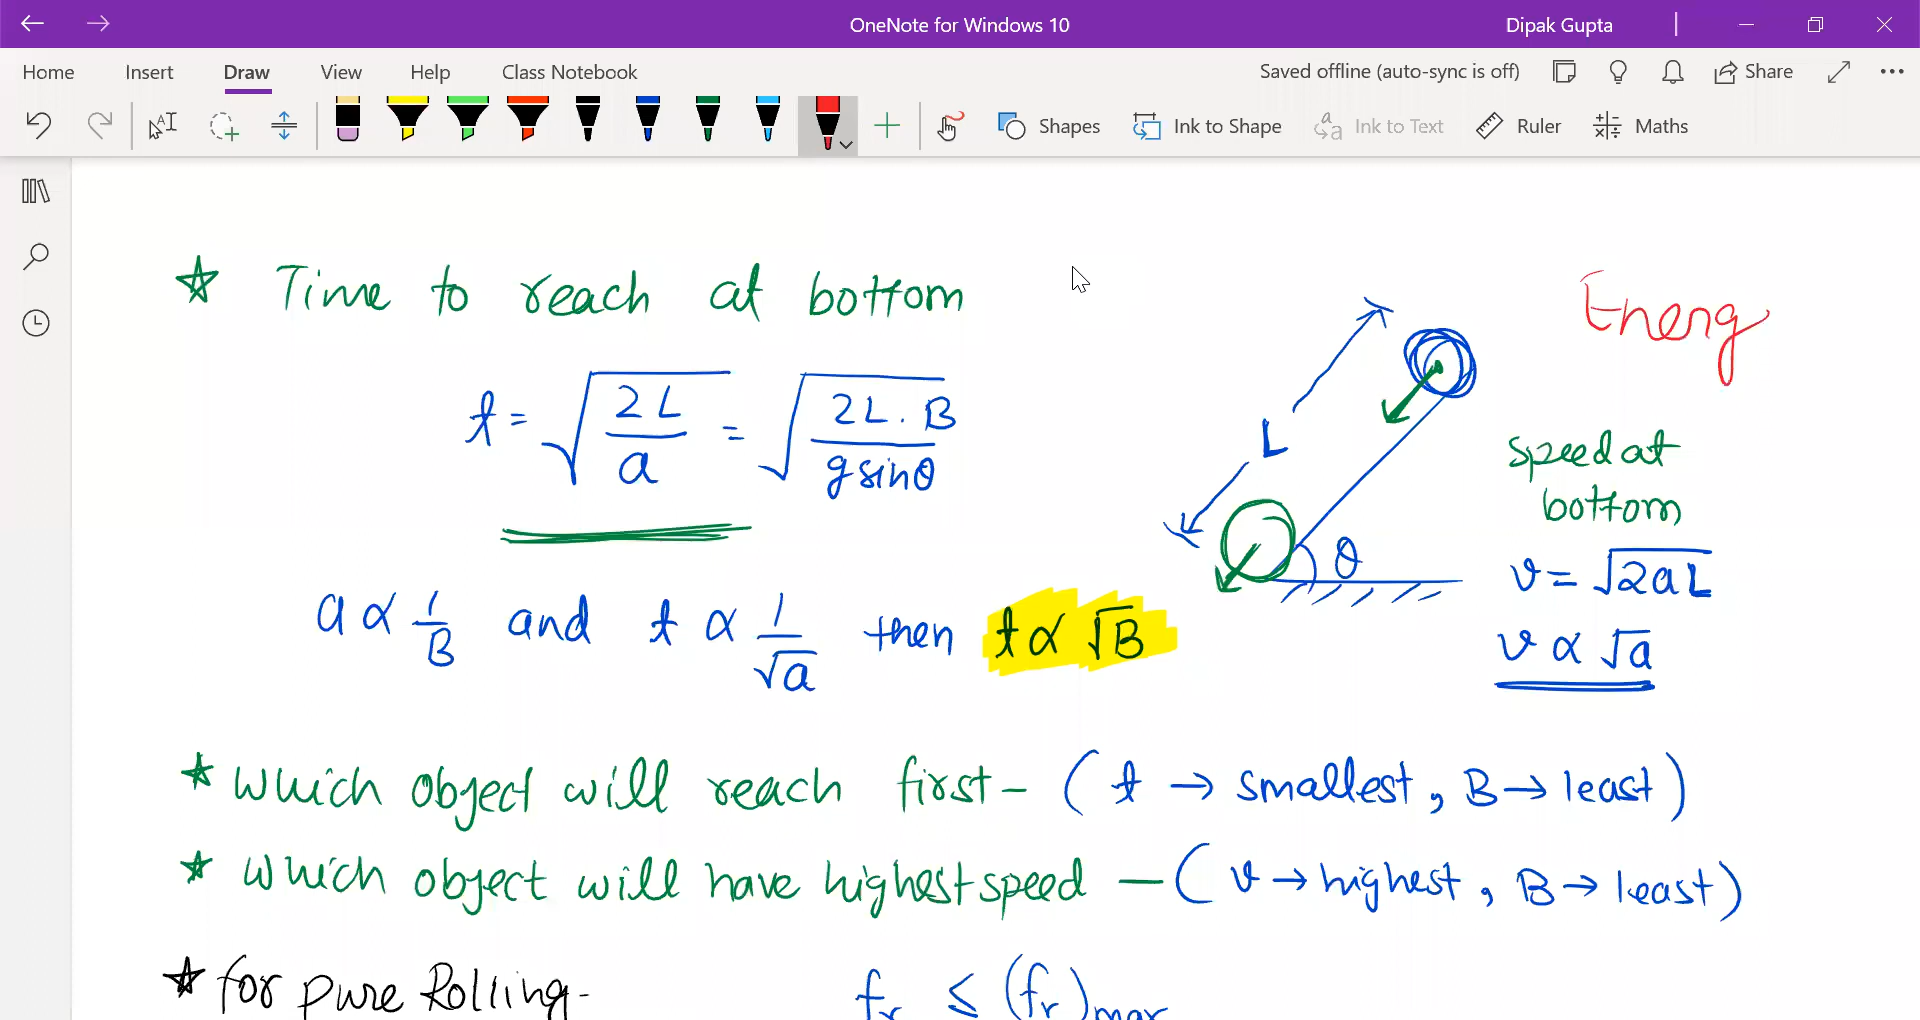 OneNote for Windows 10
Dipak Gupta
Home Insert Draw View Help Class Notebook
Saved offline (auto-sync is off) Share
Shapes Ink to Shape Ink to Text Ruler Maths
☆ Time to reach at bottom
Energ
t = √(2L/a) = √(2L.B/g sinθ)
L
θ
speed at
bottom
v = √2aL
a ∝ 1/B and t ∝ 1/√a then t ∝ √B
v ∝ √a
* which object will reach first - ( t → smallest, B → least )
* which object will have highest speed — ( v → highest, B → least )
* for pure Rolling - fr ≤ (fr)max